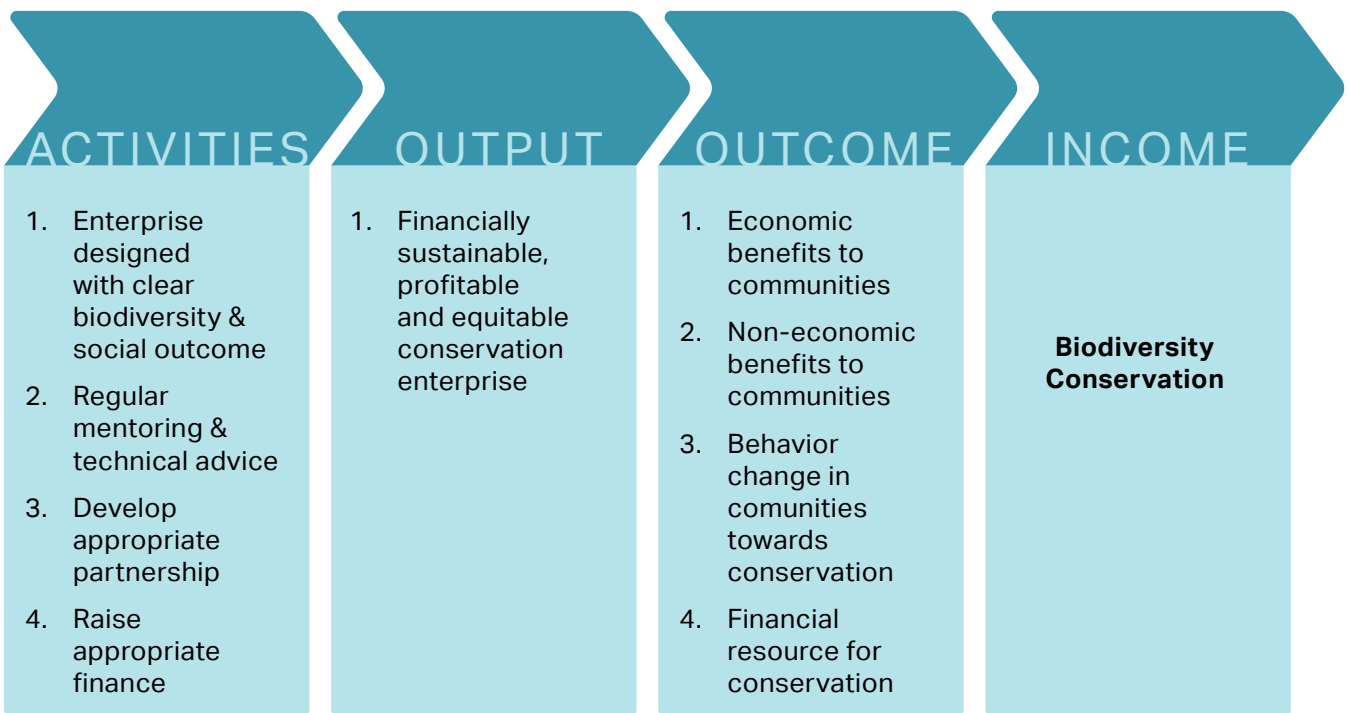 ACTIVITIES
1. Enterprise
designed
with clear
biodiversity &
social outcome
2. Regular
mentoring &
technical advice
3. Develop
appropriate
partnership
4. Raise
appropriate
finance
OUTPUT
1. Financially
sustainable,
profitable
and equitable
conservation
enterprise
OUTCOME
1. Economic
benefits to
communities
2. Non-economic
benefits to
communities
3. Behavior
change in
comunities
towards
conservation
4. Financial
resource for
conservation
INCOME
Biodiversity
Conservation